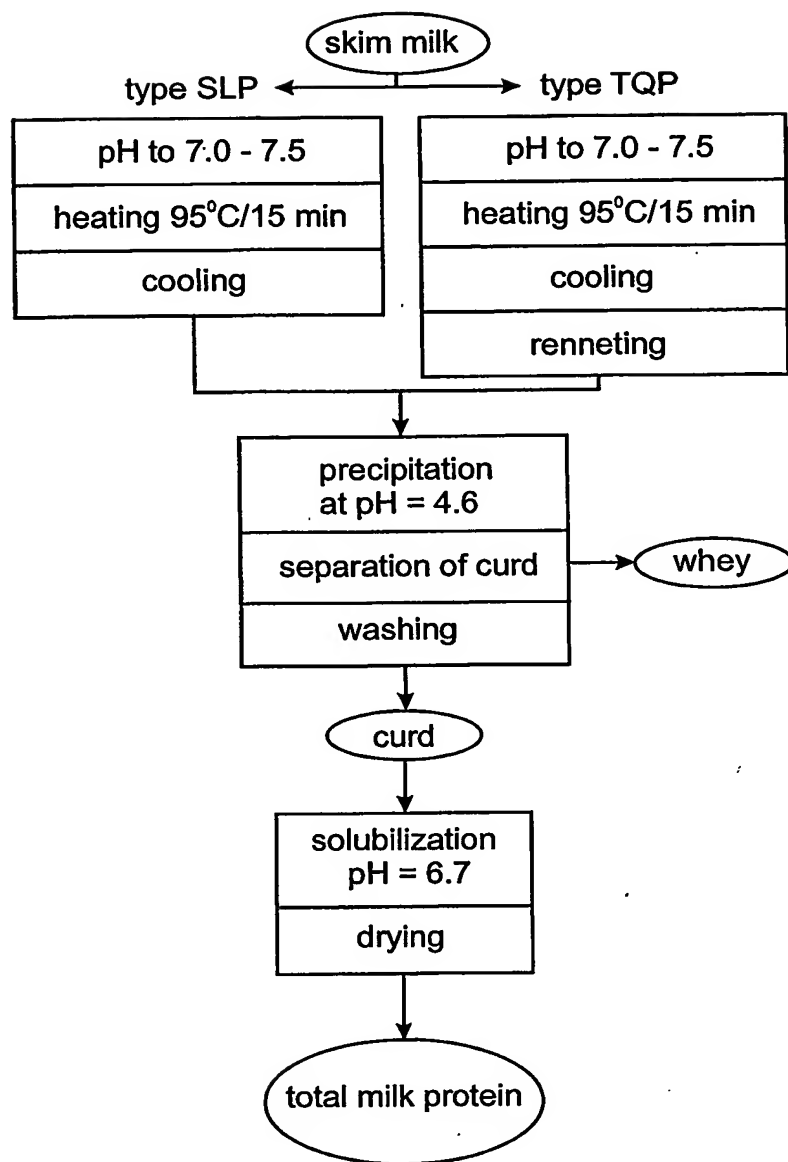 skim milk
type SLP
type TQP
pH to 7.0 - 7.5
heating 95°C/15 min
cooling
pH to 7.0 - 7.5
heating 95°C/15 min
cooling
renneting
precipitation
at pH = 4.6
separation of curd
whey
washing
curd
solubilization
pH = 6.7
drying
total milk protein